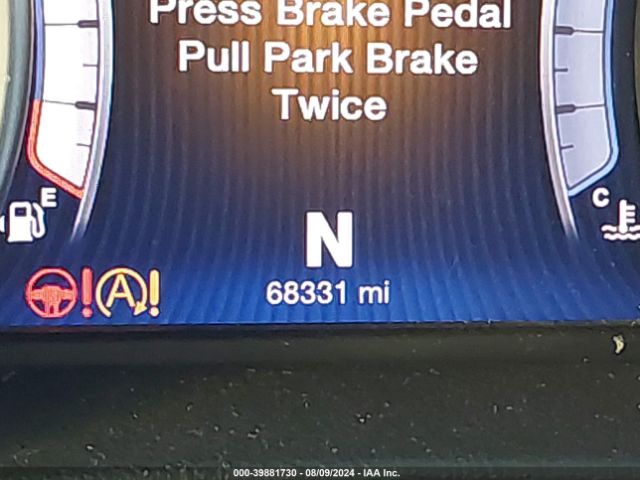 Press Brake Pedal
Pull Park Brake
Twice
E
C
N
! A !
68331 mi
000-39881730 - 08/09/2024 - IAA Inc.